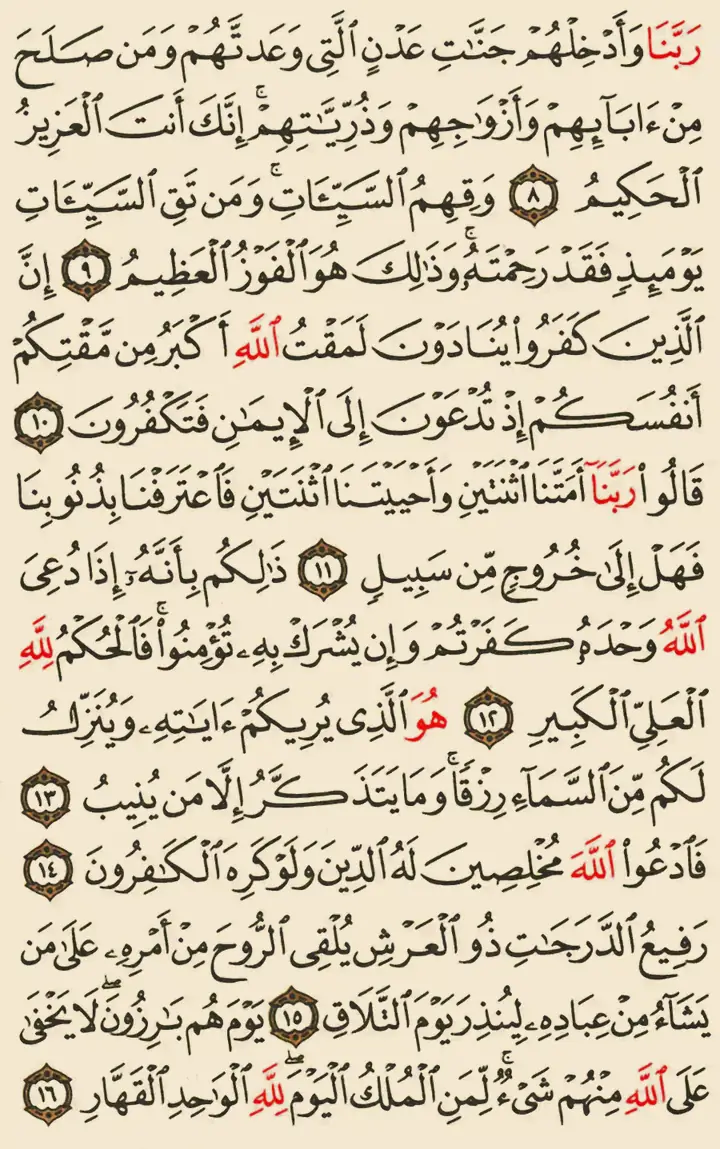 رَبَّنَا وَأَدْخِلْهُمْ جَنَّٰتِ عَدْنٍ ٱلَّتِى وَعَدتَّهُمْ وَمَن صَلَحَ
مِنْ ءَابَآئِهِمْ وَأَزْوَٰجِهِمْ وَذُرِّيَّٰتِهِمْ ۚ إِنَّكَ أَنتَ ٱلْعَزِيزُ
ٱلْحَكِيمُ ٨ وَقِهِمُ ٱلسَّيِّـَٔاتِ ۚ وَمَن تَقِ ٱلسَّيِّـَٔاتِ
يَوْمَئِذٍ فَقَدْ رَحِمْتَهُۥ ۚ وَذَٰلِكَ هُوَ ٱلْفَوْزُ ٱلْعَظِيمُ ٩ إِنَّ
ٱلَّذِينَ كَفَرُوا۟ يُنَادَوْنَ لَمَقْتُ ٱللَّهِ أَكْبَرُ مِن مَّقْتِكُمْ
أَنفُسَكُمْ إِذْ تُدْعَوْنَ إِلَى ٱلْإِيمَٰنِ فَتَكْفُرُونَ ١٠
قَالُوا۟ رَبَّنَآ أَمَتَّنَا ٱثْنَتَيْنِ وَأَحْيَيْتَنَا ٱثْنَتَيْنِ فَٱعْتَرَفْنَا بِذُنُوبِنَا
فَهَلْ إِلَىٰ خُرُوجٍ مِّن سَبِيلٍ ١١ ذَٰلِكُم بِأَنَّهُۥٓ إِذَا دُعِىَ
ٱللَّهُ وَحْدَهُۥ كَفَرْتُمْ وَإِن يُشْرَكْ بِهِۦ تُؤْمِنُوا۟ ۚ فَٱلْحُكْمُ لِلَّهِ
ٱلْعَلِىِّ ٱلْكَبِيرِ ١٢ هُوَ ٱلَّذِى يُرِيكُمْ ءَايَٰتِهِۦ وَيُنَزِّلُ
لَكُم مِّنَ ٱلسَّمَآءِ رِزْقًا ۚ وَمَا يَتَذَكَّرُ إِلَّا مَن يُنِيبُ ١٣
فَٱدْعُوا۟ ٱللَّهَ مُخْلِصِينَ لَهُ ٱلدِّينَ وَلَوْ كَرِهَ ٱلْكَٰفِرُونَ ١٤
رَفِيعُ ٱلدَّرَجَٰتِ ذُو ٱلْعَرْشِ يُلْقِى ٱلرُّوحَ مِنْ أَمْرِهِۦ عَلَىٰ مَن
يَشَآءُ مِنْ عِبَادِهِۦ لِيُنذِرَ يَوْمَ ٱلتَّلَاقِ ١٥ يَوْمَ هُم بَٰرِزُونَ ۖ لَا يَخْفَىٰ
عَلَى ٱللَّهِ مِنْهُمْ شَىْءٌ ۚ لِّمَنِ ٱلْمُلْكُ ٱلْيَوْمَ ۖ لِلَّهِ ٱلْوَٰحِدِ ٱلْقَهَّارِ ١٦